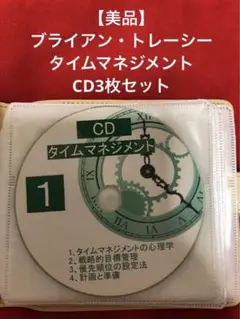 【美品】
ブライアン・トレーシー
タイムマネジメント
CD3枚セット
CD
タイムマネジメント
1
1、タイムマネジメントの心理学
2、戦略的目標管理
3、優先順位の設定法
4、計画と準備